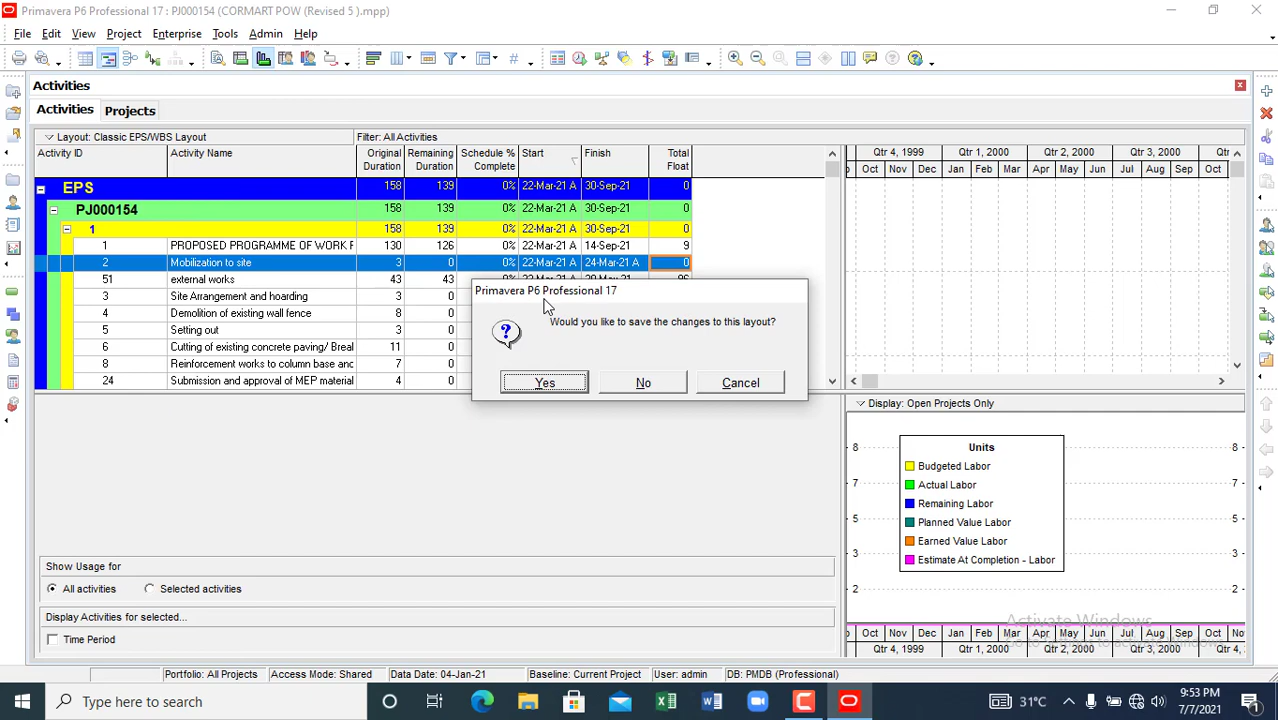 Primavera P6 Professional 17 : PJ000154 (CORMART POW (Revised 5 ).mpp)
File Edit View Project Enterprise Tools Admin Help
Activities
Activities Projects
Layout: Classic EPS/WBS Layout Filter: All Activities
Activity ID Activity Name Original Duration Remaining Duration Schedule % Complete Start Finish Total Float
EPS 158 139 0% 22-Mar-21 A 30-Sep-21 0
PJ000154 158 139 0% 22-Mar-21 A 30-Sep-21 0
1 158 139 0% 22-Mar-21 A 30-Sep-21 0
1 PROPOSED PROGRAMME OF WORK F 130 126 0% 22-Mar-21 A 14-Sep-21 9
2 Mobilization to site 3 0 0% 22-Mar-21 A 24-Mar-21 A 0
51 external works 43 43 0%
3 Site Arrangement and hoarding 3 0
4 Demolition of existing wall fence 8 0
5 Setting out 3 0
6 Cutting of existing concrete paving/ Breal 11 0
8 Reinforcement works to column base and 7 0
24 Submission and approval of MEP material 4 0
Qtr 4, 1999 Qtr 1, 2000 Qtr 2, 2000 Qtr 3, 2000 Qtr
Oct Nov Dec Jan Feb Mar Apr May Jun Jul Aug Sep Oct
Primavera P6 Professional 17
Would you like to save the changes to this layout?
Yes No Cancel
Display: Open Projects Only
Units
Budgeted Labor
Actual Labor
Remaining Labor
Planned Value Labor
Earned Value Labor
Estimate At Completion - Labor
8 8
7 7
5 5
3 3
2 2
Show Usage for
All activities Selected activities
Display Activities for selected...
Time Period
Activate Windows
Oct Nov Dec Jan Feb Mar Apr May Jun Jul Aug Sep Oct No
Qtr 4, 1999 Qtr 1, 2000 Qtr 2, 2000 Qtr 3, 2000 Qtr 4,
Portfolio: All Projects Access Mode: Shared Data Date: 04-Jan-21 Baseline: Current Project User: admin DB: PMDB (Professional)
Type here to search 31°C 9:53 PM
7/7/2021